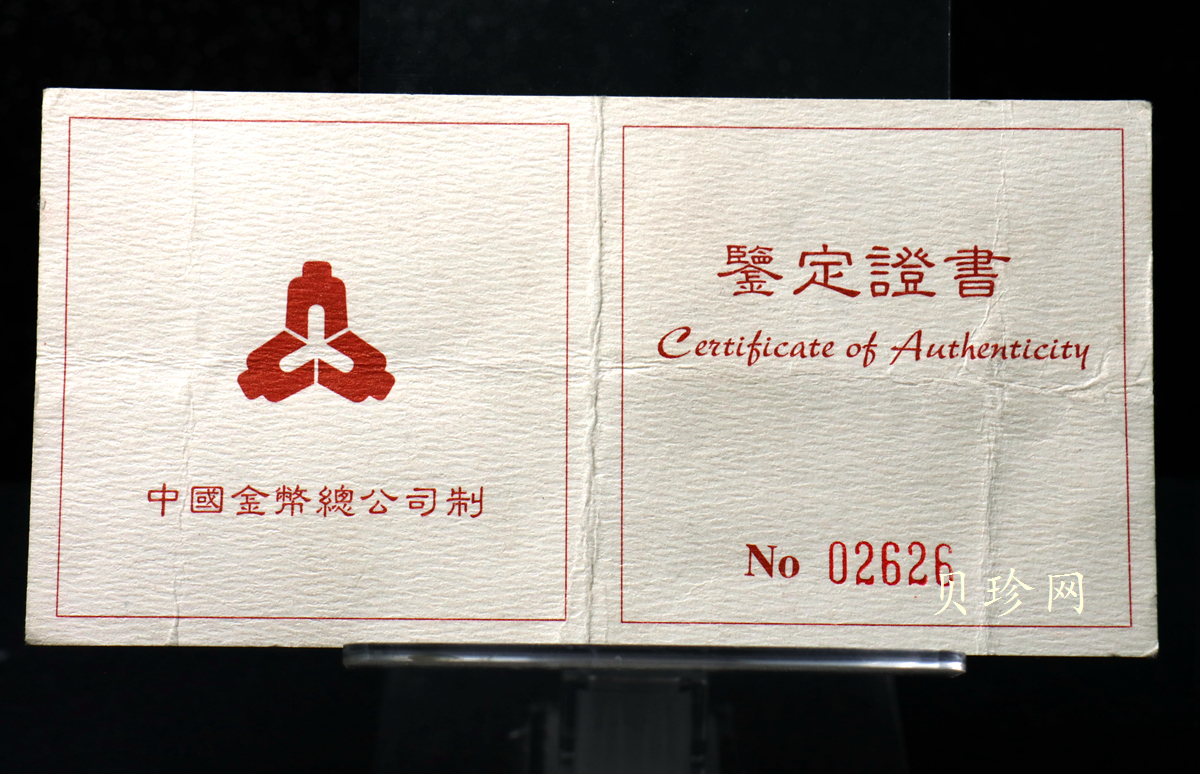 中國金幣總公司制
鑒定證書
Certificate of Authenticity
No 02626
贝珍网